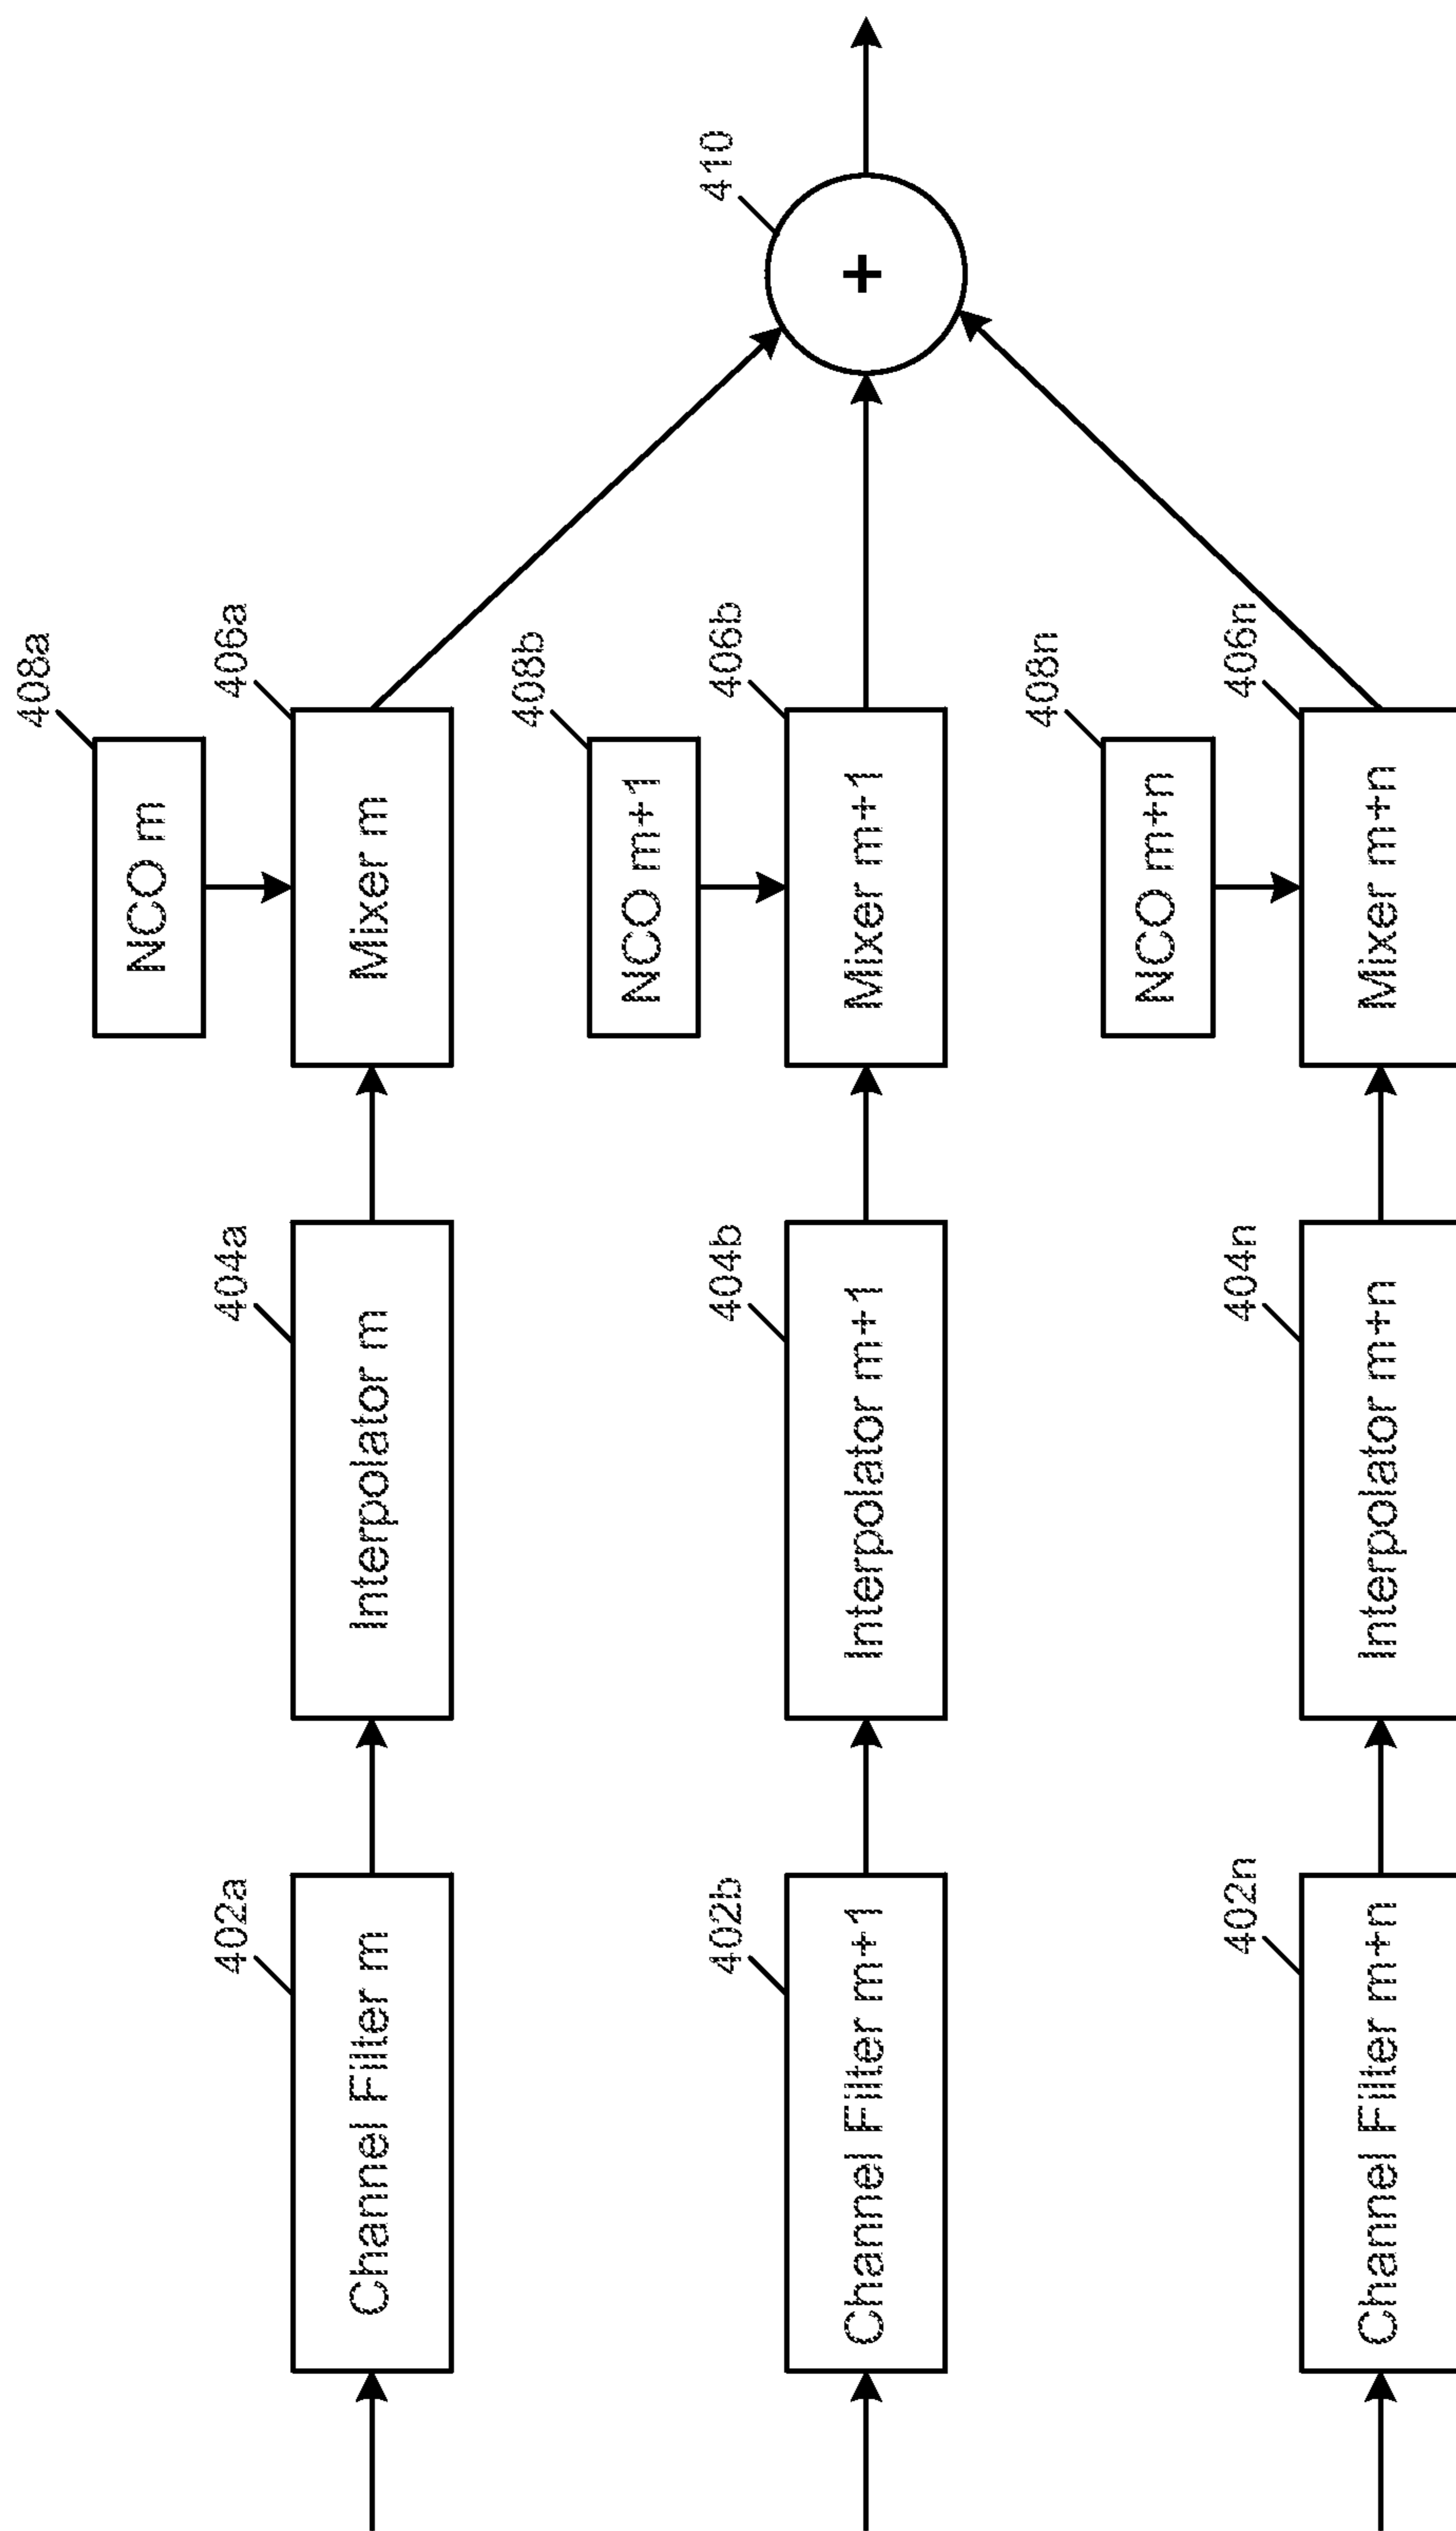 408a
NCO m
402a
404a
406a
Channel Filter m
Interpolator m
Mixer m
408b
NCO m+1
410
402b
404b
406b
Channel Filter m+1
Interpolator m+1
Mixer m+1
+
408n
NCO m+n
402n
404n
406n
Channel Filter m+n
Interpolator m+n
Mixer m+n